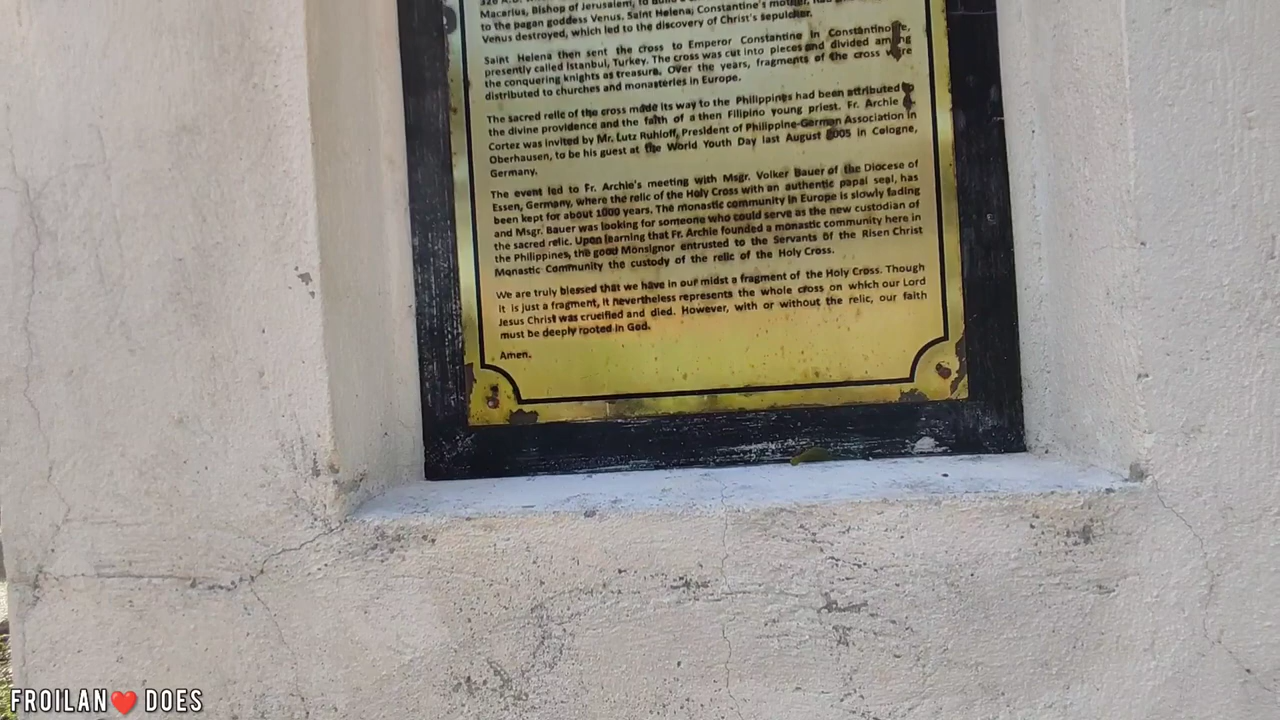 Macarius, Bishop of Jerusalem, to build a
to the pagan goddess Venus. Saint Helena, Constantine's mother, had
Venus destroyed, which led to the discovery of Christ's sepulcher.
Saint Helena then sent the cross to Emperor Constantine in Constantinople,
presently called Istanbul, Turkey. The cross was cut into pieces and divided among
the conquering knights as treasure. Over the years, fragments of the cross were
distributed to churches and monasteries in Europe.
The sacred relic of the cross made its way to the Philippines had been attributed to
the divine providence and the faith of a then Filipino young priest. Fr. Archie
Cortez was invited by Mr. Lutz Ruhloff, President of Philippine-German Association in
Oberhausen, to be his guest at the World Youth Day last August 2005 in Cologne,
Germany.
The event led to Fr. Archie's meeting with Msgr. Volker Bauer of the Diocese of
Essen, Germany, where the relic of the Holy Cross with an authentic papal seal, has
been kept for about 1000 years. The monastic community in Europe is slowly fading
and Msgr. Bauer was looking for someone who could serve as the new custodian of
the sacred relic. Upon learning that Fr. Archie founded a monastic community here in
the Philippines, the good Monsignor entrusted to the Servants of the Risen Christ
Monastic Community the custody of the relic of the Holy Cross.
We are truly blessed that we have in our midst a fragment of the Holy Cross. Though
it is just a fragment, it nevertheless represents the whole cross on which our Lord
Jesus Christ was crucified and died. However, with or without the relic, our faith
must be deeply rooted in God.
Amen.
FROILAN❤️DOES